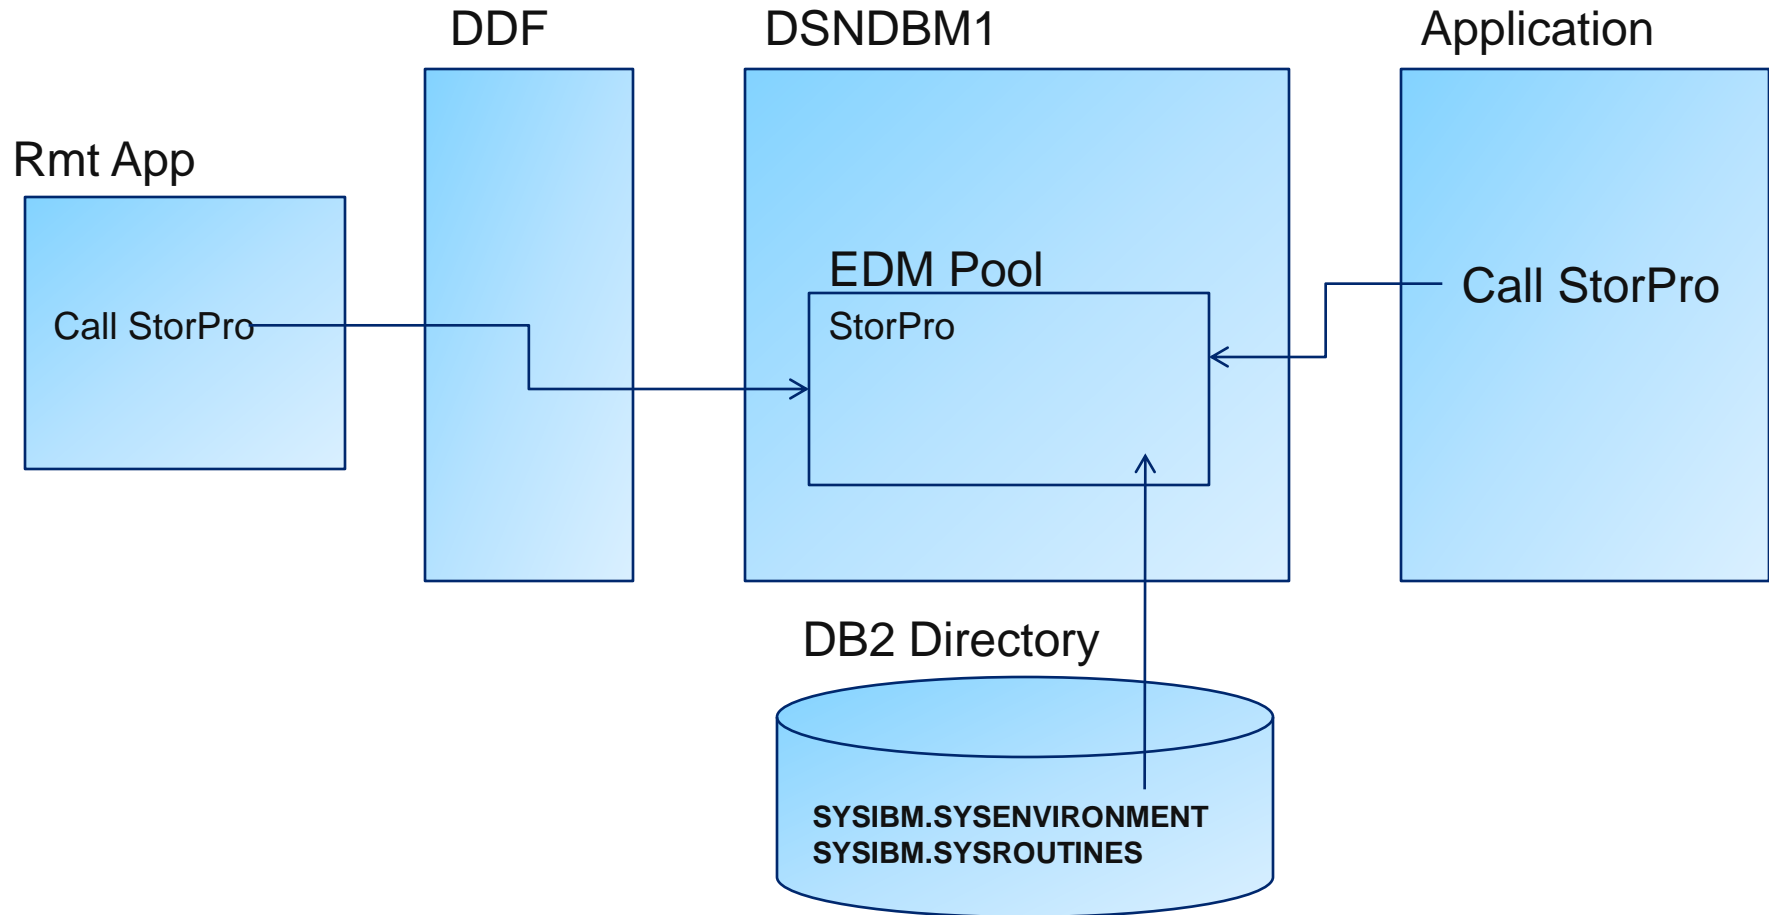 DDF
DSNDBM1
Application
Rmt App
Call StorPro
EDM Pool
StorPro
Call StorPro
DB2 Directory
SYSIBM.SYSENVIRONMENT
SYSIBM.SYSROUTINES